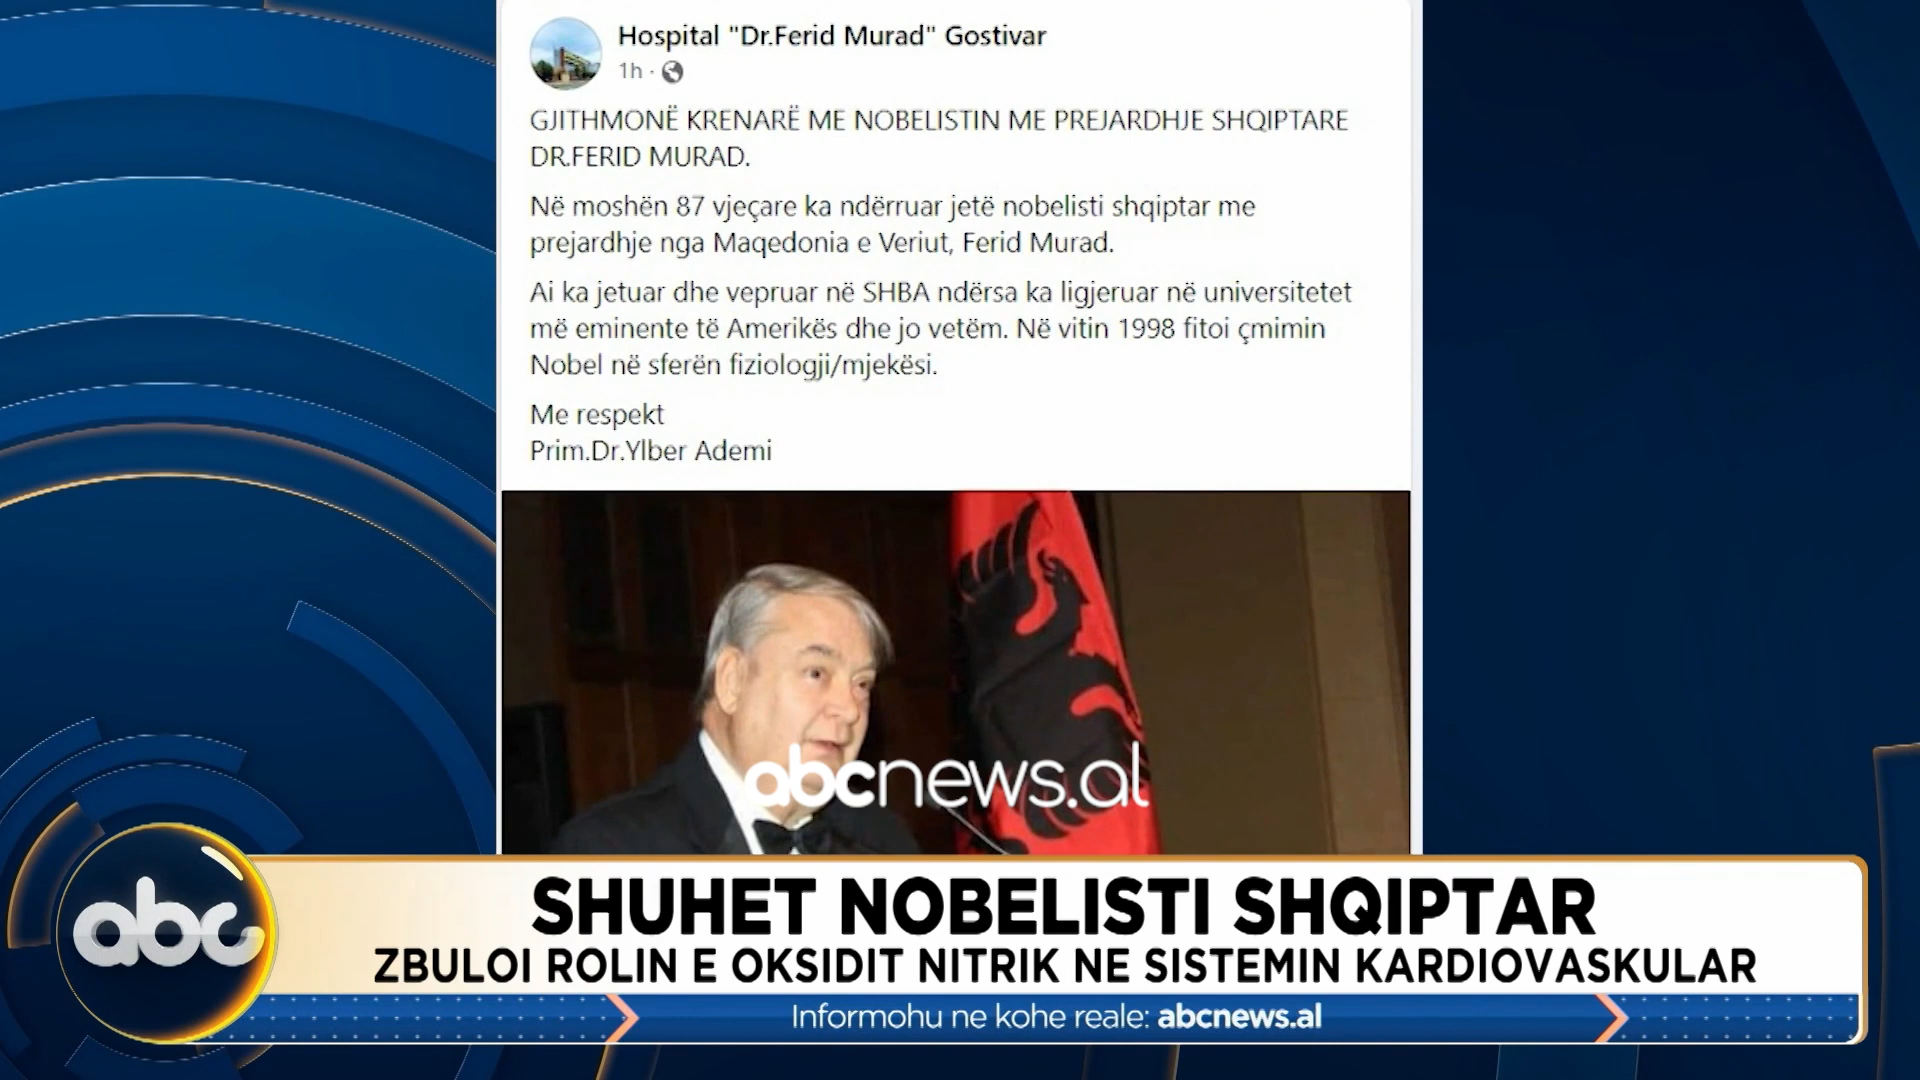 Hospital "Dr.Ferid Murad" Gostivar
1h ·
GJITHMONË KRENARË ME NOBELISTIN ME PREJARDHJE SHQIPTARE
DR.FERID MURAD.
Në moshën 87 vjeçare ka ndërruar jetë nobelisti shqiptar me
prejardhje nga Maqedonia e Veriut, Ferid Murad.
Ai ka jetuar dhe vepruar në SHBA ndërsa ka ligjeruar në universitetet
më eminente të Amerikës dhe jo vetëm. Në vitin 1998 fitoi çmimin
Nobel në sferën fiziologji/mjekësi.
Me respekt
Prim.Dr.Ylber Ademi
abcnews.al
abc
SHUHET NOBELISTI SHQIPTAR
ZBULOI ROLIN E OKSIDIT NITRIK NE SISTEMIN KARDIOVASKULAR
Informohu ne kohe reale: abcnews.al